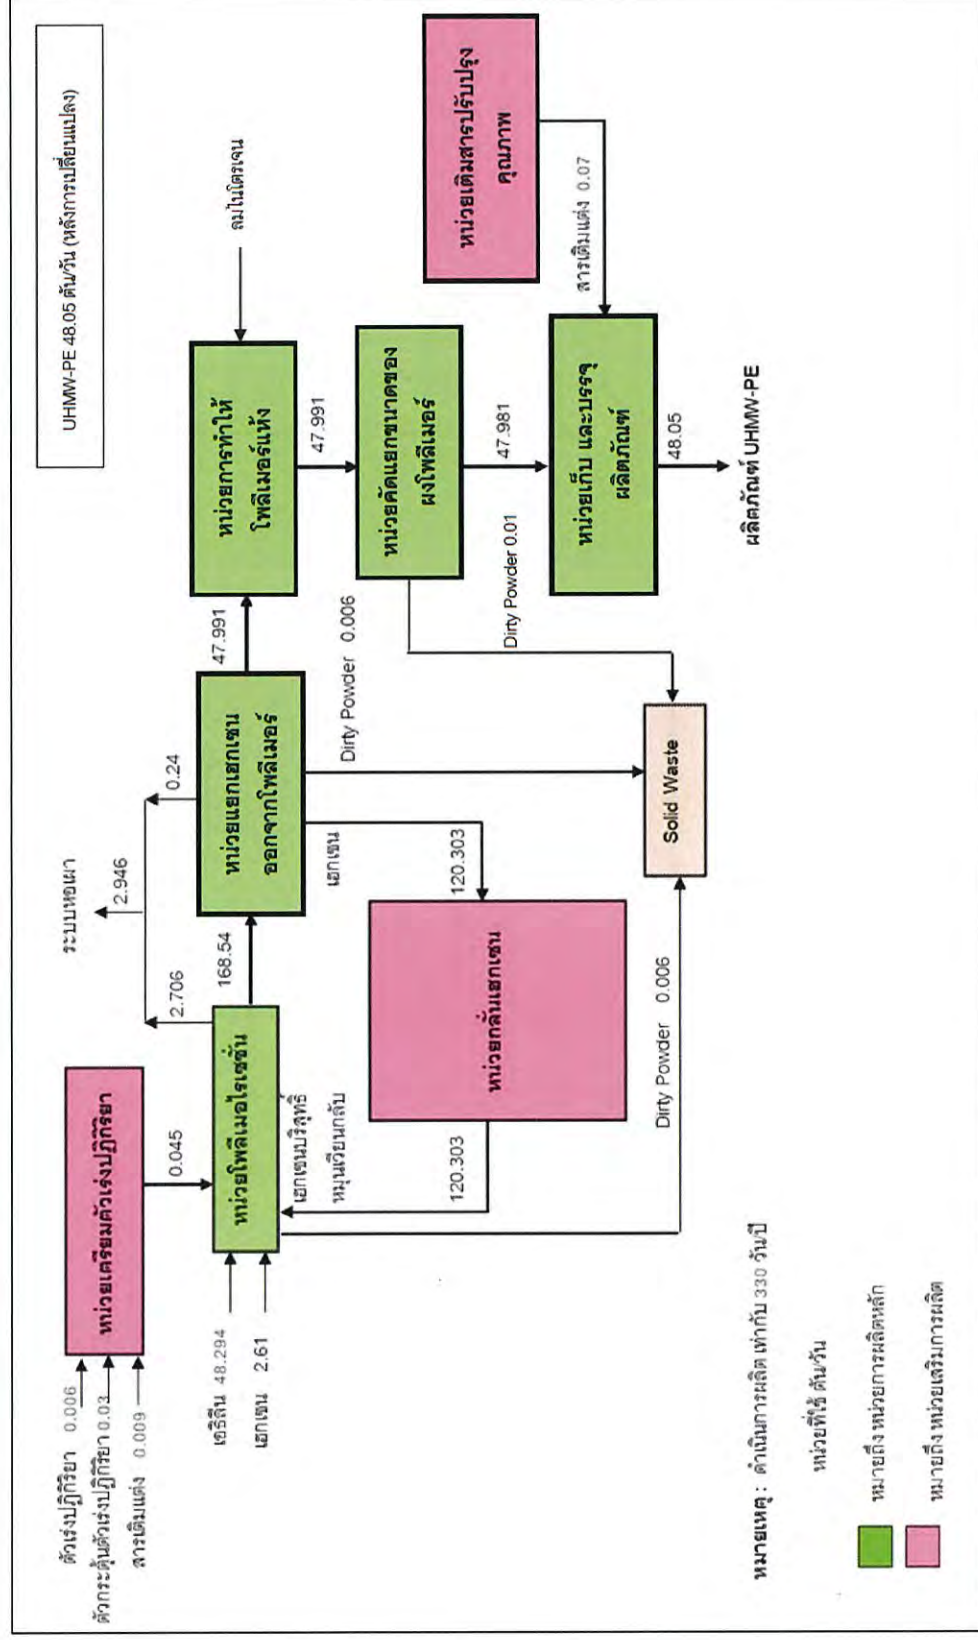 UHMW-PE 48.05 ตัน/วัน (หลังการเปลี่ยนแปลง)
ตัวเร่งปฏิกิริยา 0.006
ตัวกระตุ้นตัวเร่งปฏิกิริยา 0.03
สารเติมแต่ง 0.009
หน่วยเตรียมตัวเร่งปฏิกิริยา
0.045
ระบบหอเผา
2.946
2.706
0.24
เอธิลีน 48.294
เฮกเซน 2.61
หน่วยโพลิเมอไรเซชั่น
168.54
หน่วยแยกเฮกเซน
ออกจากโพลิเมอร์
47.991
หน่วยการทำให้
โพลิเมอร์แห้ง
ลมไนโตรเจน
47.991
หน่วยคัดแยกขนาดของ
ผงโพลิเมอร์
47.981
หน่วยเก็บ และบรรจุ
ผลิตภัณฑ์
หน่วยเติมสารปรับปรุง
คุณภาพ
สารเติมแต่ง 0.07
48.05
ผลิตภัณฑ์ UHMW-PE
เฮกเซนบริสุทธิ์
หมุนเวียนกลับ
120.303
หน่วยกลั่นเฮกเซน
เฮกเซน
120.303
Dirty Powder 0.006
Dirty Powder 0.01
Dirty Powder 0.006
Solid Waste
หมายเหตุ : ดำเนินการผลิต เท่ากับ 330 วัน/ปี
หน่วยที่ใช้ ตัน/วัน
หมายถึง หน่วยการผลิตหลัก
หมายถึง หน่วยเสริมการผลิต